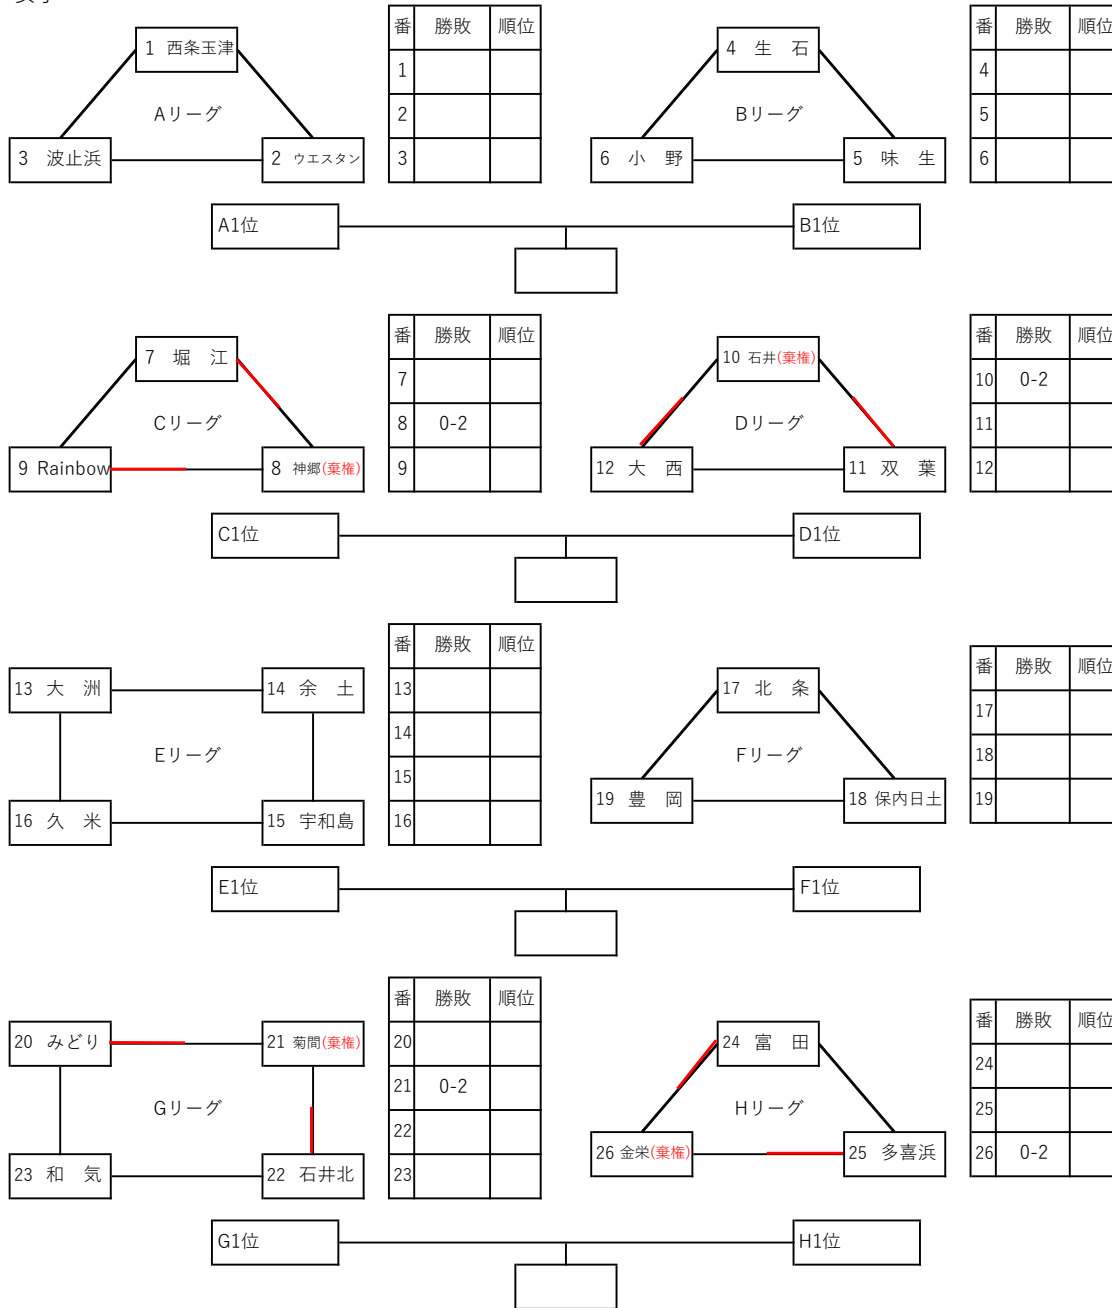 番 勝敗 順位
番 勝敗 順位
1 西条玉津
4 生 石
1
4
Aリーグ
2
Bリーグ
5
3 波止浜
2 ウエスタン
3
6 小 野
5 味 生
6
A1位
B1位
番 勝敗 順位
番 勝敗 順位
7 堀 江
10 石井(棄権)
7
10 0-2
Cリーグ
8 0-2
Dリーグ
11
9 Rainbow
8 神郷(棄権)
9
12 大 西
11 双 葉
12
C1位
D1位
番 勝敗 順位
番 勝敗 順位
13 大 洲
14 余 土
13
17 北 条
17
14
Eリーグ
15
Fリーグ
18
16 久 米
15 宇和島
16
19 豊 岡
18 保内日土
19
E1位
F1位
番 勝敗 順位
番 勝敗 順位
20 みどり
21 菊間(棄権)
20
24 富 田
24
21 0-2
Gリーグ
22
Hリーグ
25
23 和 気
22 石井北
23
26 金栄(棄権)
25 多喜浜
26 0-2
G1位
H1位